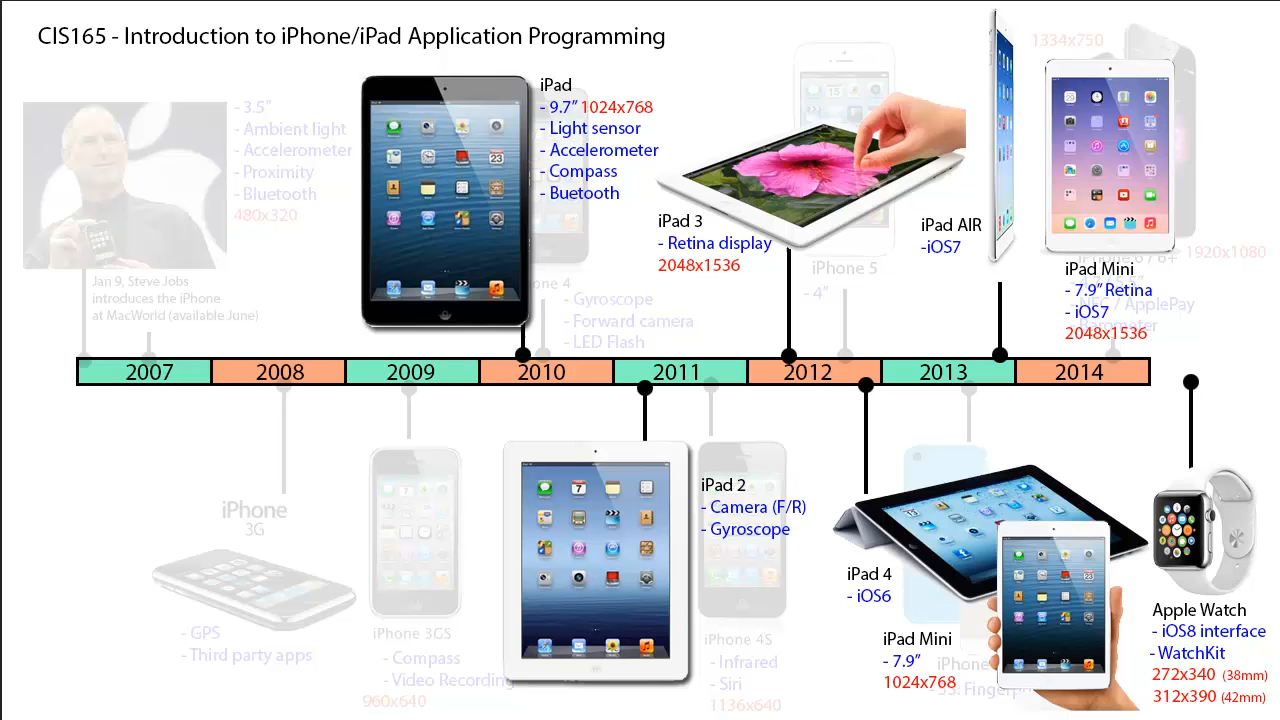 CIS165 - Introduction to iPhone/iPad Application Programming
- 3.5"
- Ambient light
- Accelerometer
- Proximity
- Bluetooth
480x320
Jan 9, Steve Jobs
introduces the iPhone
at MacWorld (available June)
iPad
- 9.7" 1024x768
- Light sensor
- Accelerometer
- Compass
- Buetooth
- Gyroscope
- Forward camera
- LED Flash
iPad 3
- Retina display
2048x1536
iPhone 5
- 4"
iPad AIR
-iOS7
1334x750
1920x1080
iPad Mini
- 7.9" Retina
- iOS7
2048x1536
- NFC / ApplePay
Barometer
2007
2008
2009
2010
2011
2012
2013
2014
iPhone
3G
- GPS
- Third party apps
iPhone 3GS
- Compass
- Video Recording
960x640
iPad 2
- Camera (F/R)
- Gyroscope
iPhone 4S
- Infrared
- Siri
1136x640
iPad 4
- iOS6
iPad Mini
- 7.9"
1024x768
iPhone
Apple Watch
- iOS8 interface
- WatchKit
272x340 (38mm)
312x390 (42mm)